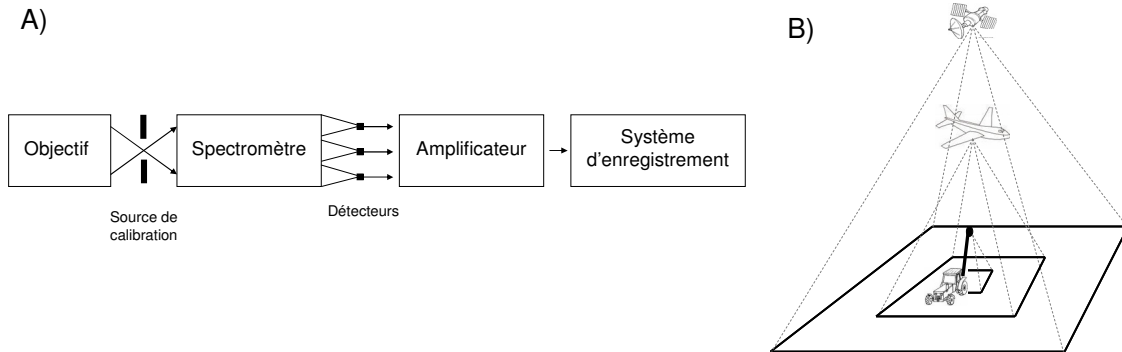 A)
B)
Objectif
Spectromètre
Amplificateur
Système
d'enregistrement
Source de
calibration
Détecteurs